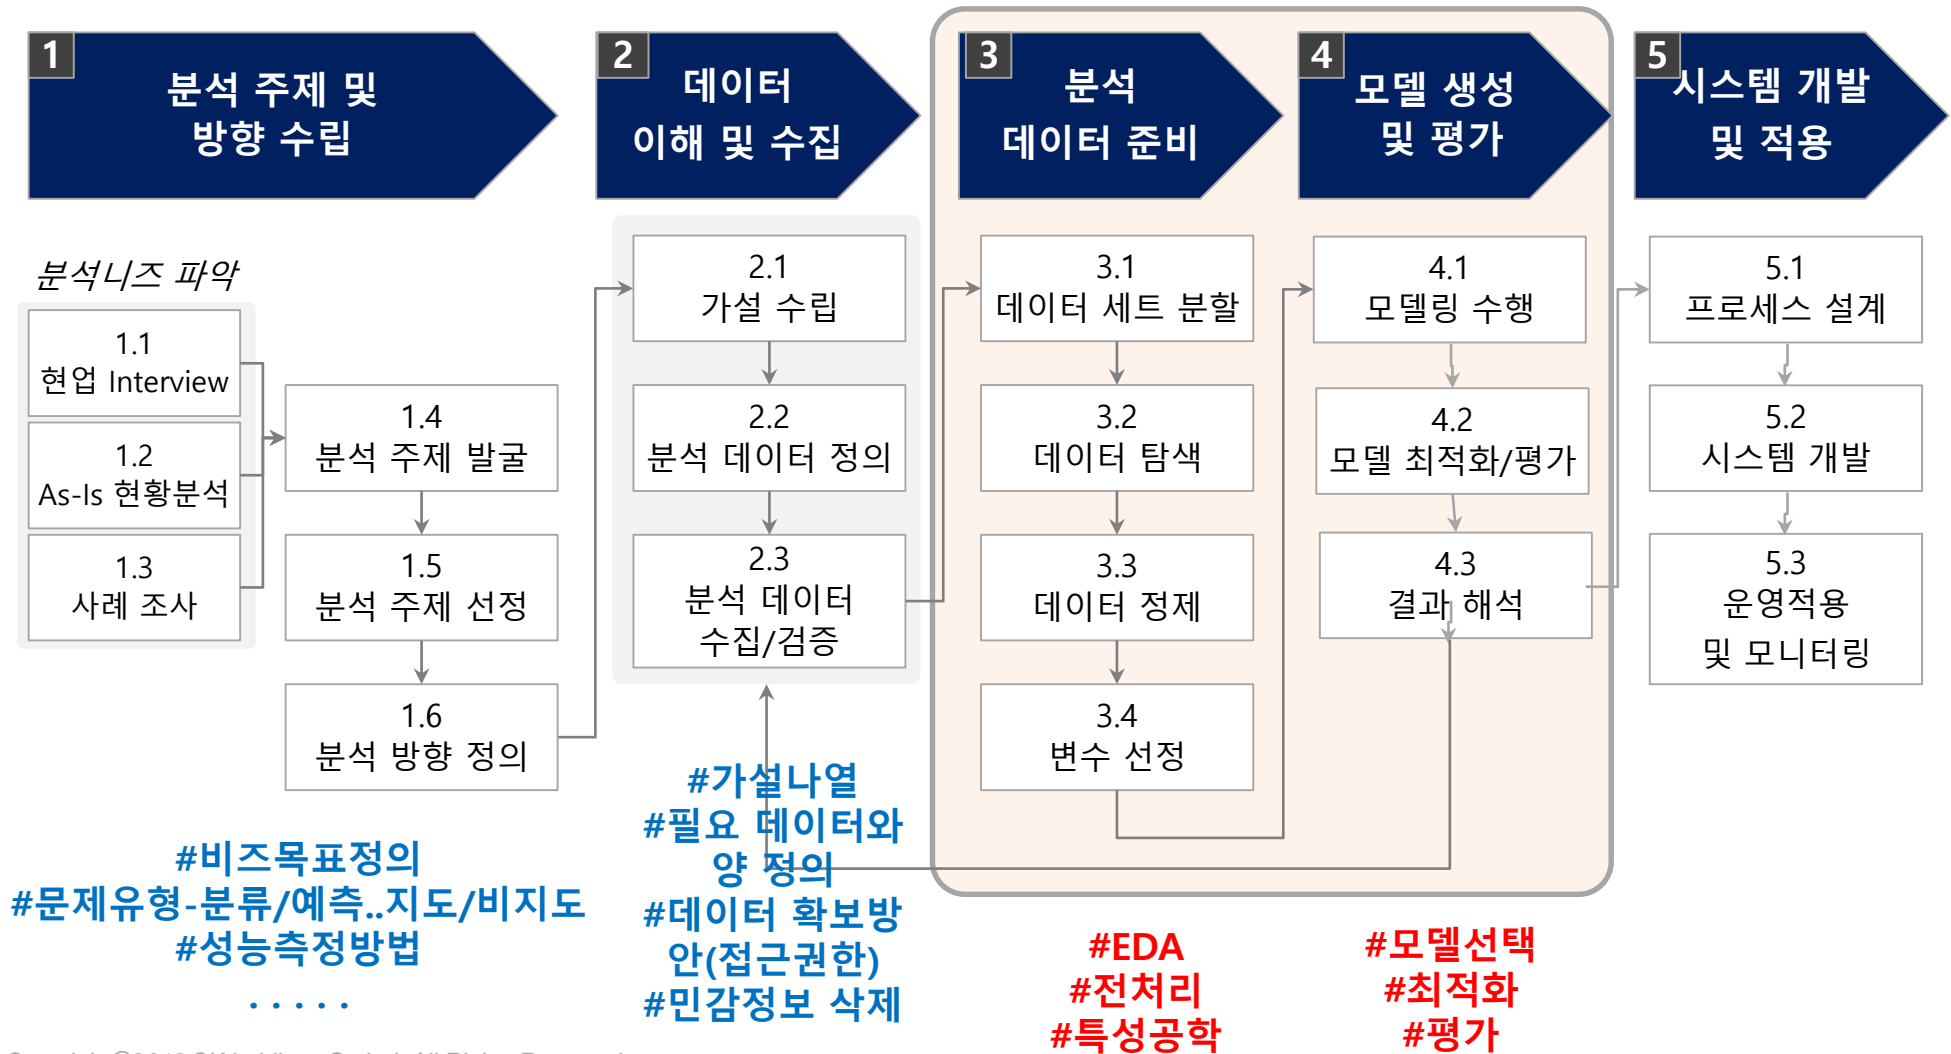 1
분석 주제 및
방향 수립
2
데이터
이해 및 수집
3
분석
데이터 준비
4
모델 생성
및 평가
5
시스템 개발
및 적용
분석니즈 파악
1.1
현업 Interview
1.2
As-Is 현황분석
1.3
사례 조사
1.4
분석 주제 발굴
1.5
분석 주제 선정
1.6
분석 방향 정의
#비즈목표정의
#문제유형-분류/예측..지도/비지도
#성능측정방법
.....
2.1
가설 수립
2.2
분석 데이터 정의
2.3
분석 데이터
수집/검증
#가설나열
#필요 데이터와
양 정의
#데이터 확보방
안(접근권한)
#민감정보 삭제
3.1
데이터 세트 분할
3.2
데이터 탐색
3.3
데이터 정제
3.4
변수 선정
#EDA
#전처리
#특성공학
4.1
모델링 수행
4.2
모델 최적화/평가
4.3
결과 해석
#모델선택
#최적화
#평가
5.1
프로세스 설계
5.2
시스템 개발
5.3
운영적용
및 모니터링